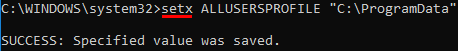 C:\WINDOWS\system32>setx ALLUSERSPROFILE "C:\ProgramData"
SUCCESS: Specified value was saved.